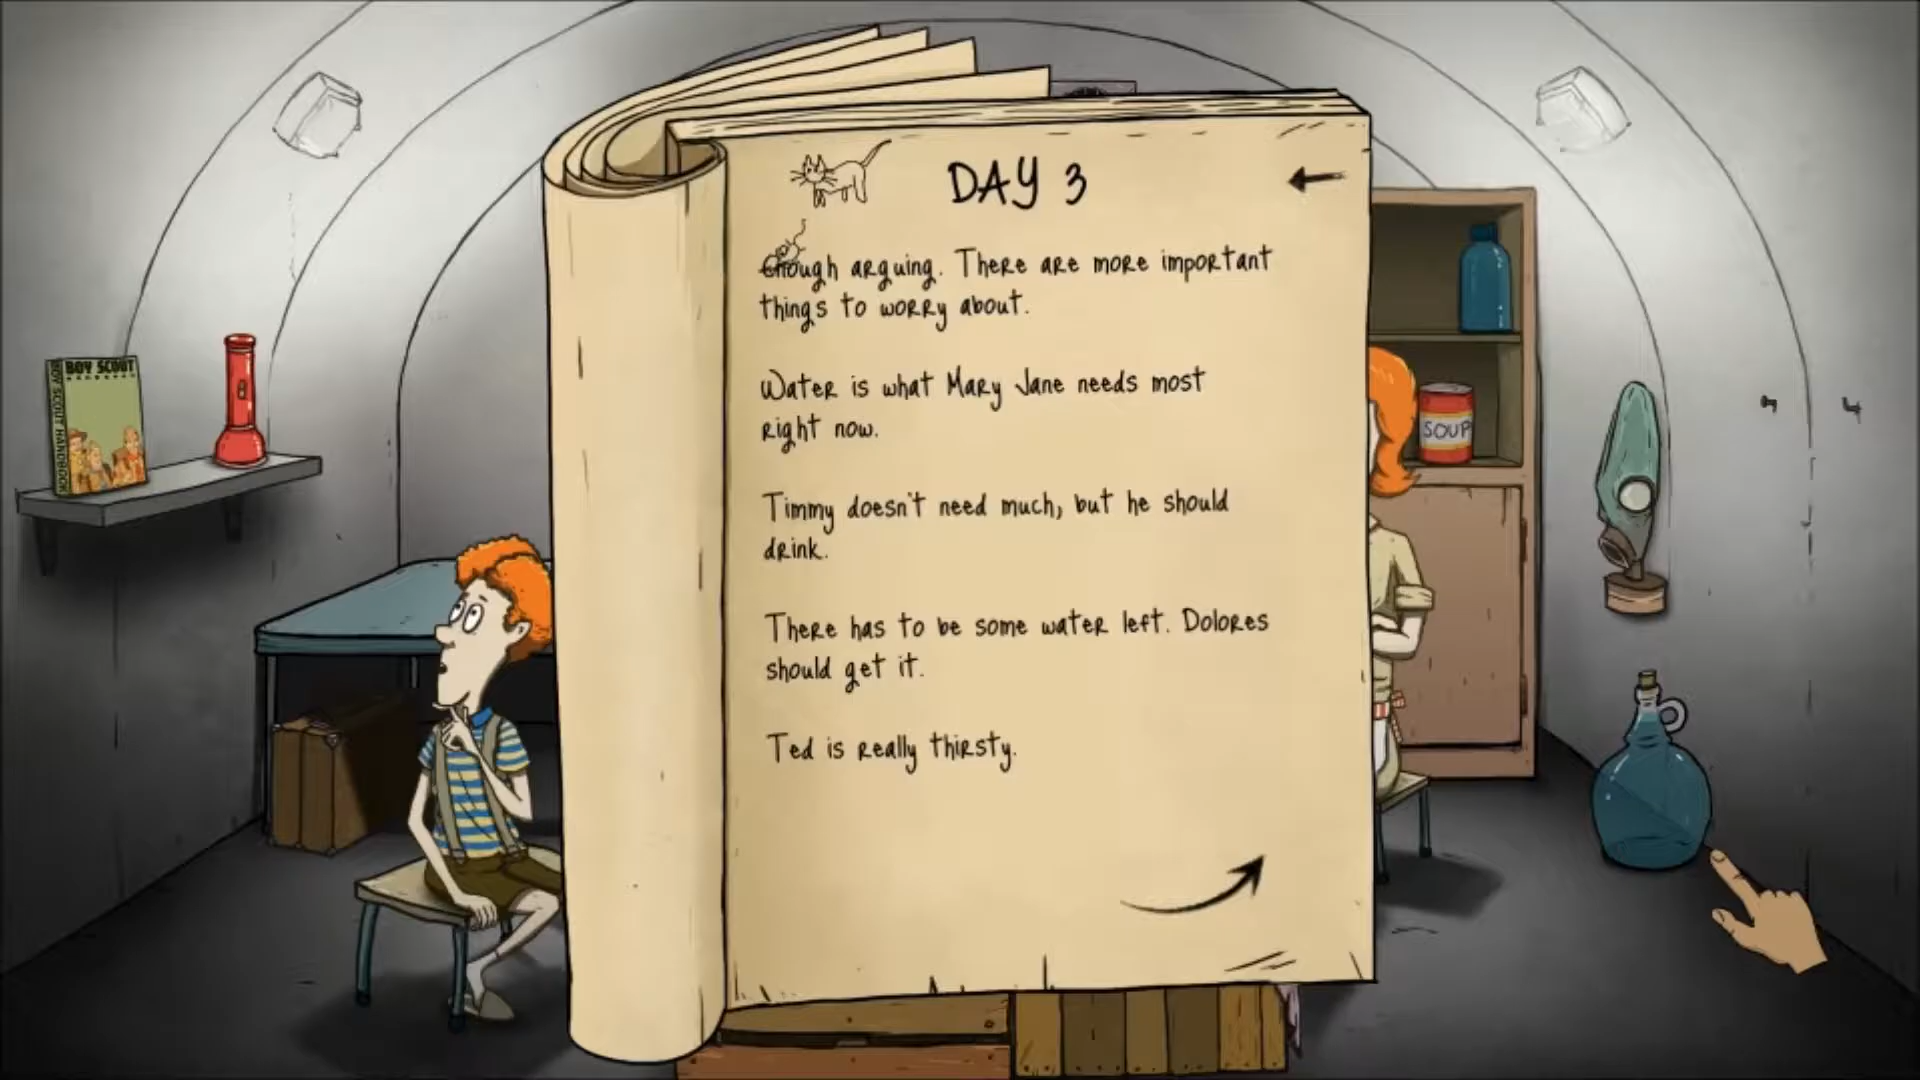 BOY SCOUT
BOY SCOUT HANDBOOK
DAY 3
Enough arguing. There are more important
things to worry about.
Water is what Mary Jane needs most
right now.
Timmy doesn't need much, but he should
drink.
There has to be some water left. Dolores
should get it.
Ted is really thirsty.
SOUP